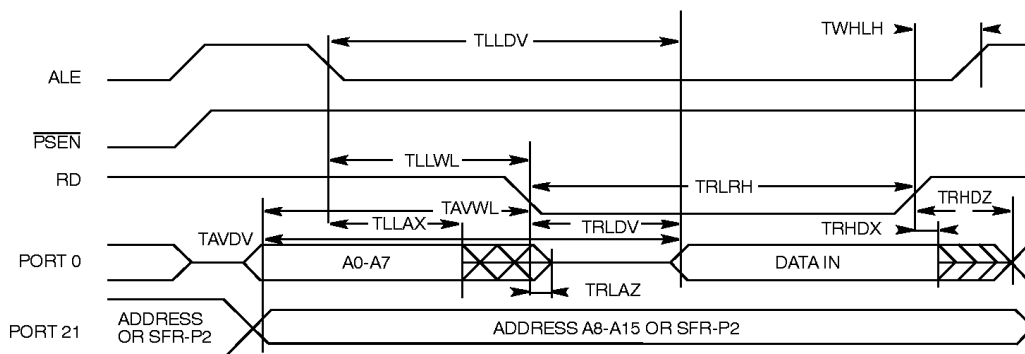 TLLDV
TWHLH
ALE
PSEN
TLLWL
RD
TRLRH
TAVWL
TRHDZ
TLLAX
TRLDV
TRHDX
TAVDV
PORT 0
A0-A7
DATA IN
TRLAZ
ADDRESS
OR SFR-P2
PORT 21
ADDRESS A8-A15 OR SFR-P2